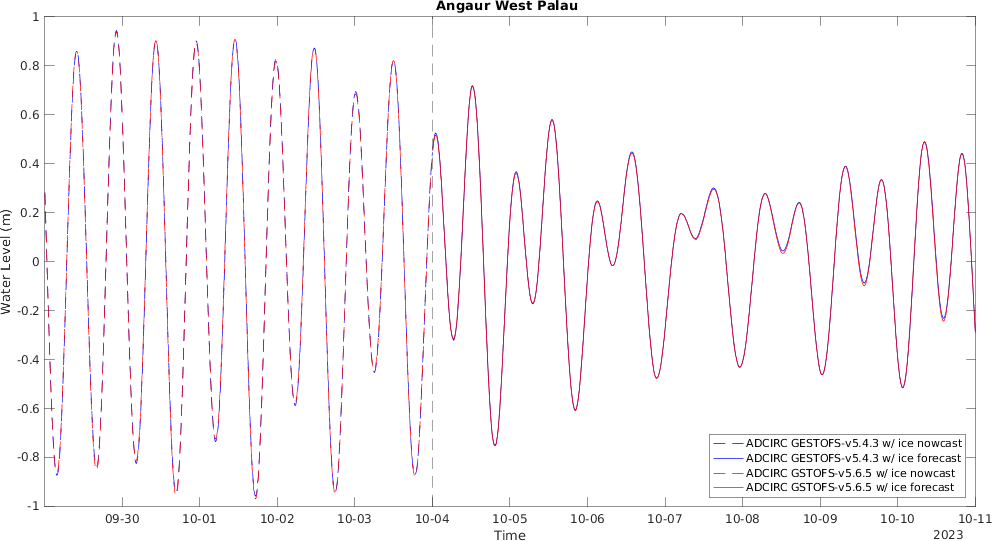 Angaur West Palau
1
0.8
0.6
0.4
0.2
0
-0.2
-0.4
-0.6
-0.8
-1
Water Level (m)
ADCIRC GESTOFS-v5.4.3 w/ ice nowcast
ADCIRC GESTOFS-v5.4.3 w/ ice forecast
ADCIRC GSTOFS-v5.6.5 w/ ice nowcast
ADCIRC GSTOFS-v5.6.5 w/ ice forecast
09-30 10-01 10-02 10-03 10-04 10-05 10-06 10-07 10-08 10-09 10-10 10-11
Time
2023